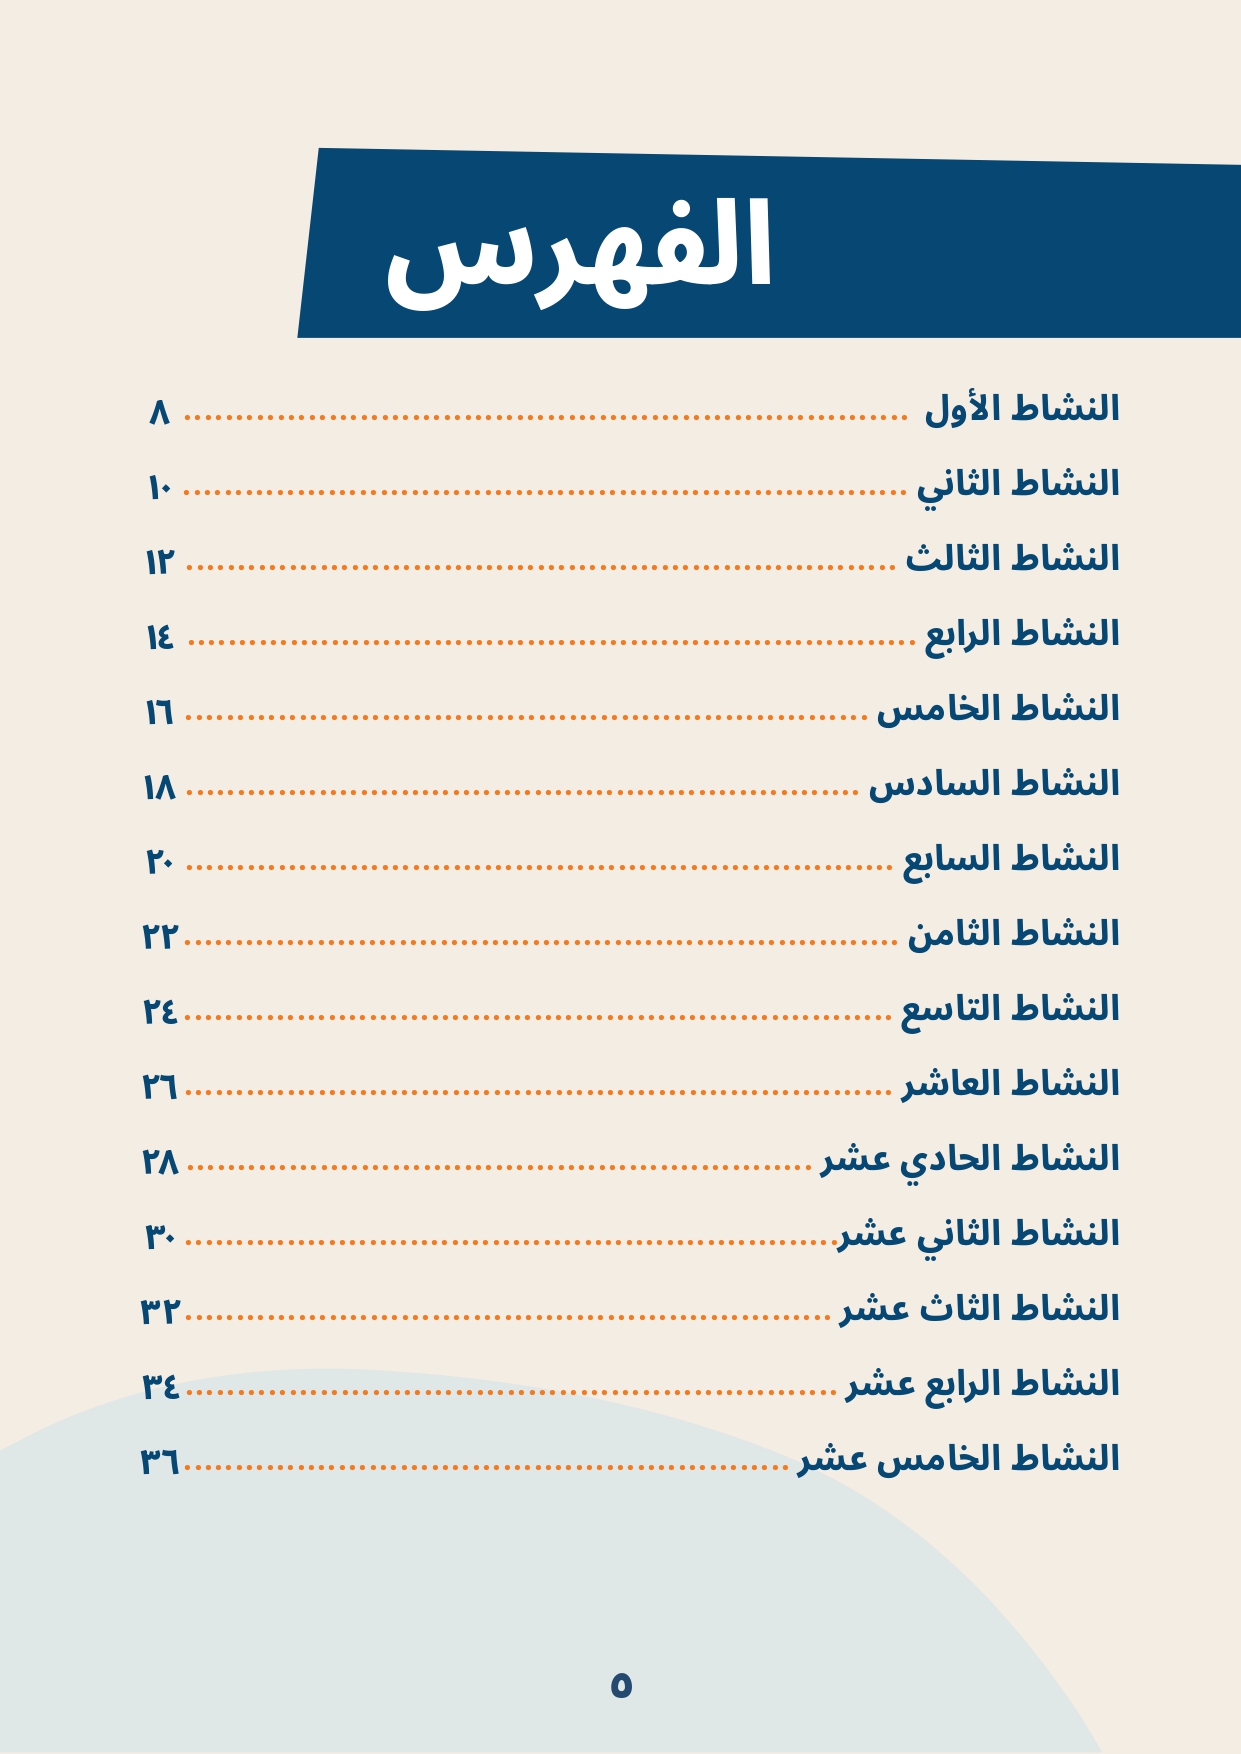 الفهرس
النشاط الأول ........................................................................ ٨
النشاط الثاني ........................................................................ ١٠
النشاط الثالث ...................................................................... ١٢
النشاط الرابع ........................................................................ ١٤
النشاط الخامس .................................................................... ١٦
النشاط السادس ................................................................... ١٨
النشاط السابع ...................................................................... ٢٠
النشاط الثامن ...................................................................... ٢٢
النشاط التاسع ...................................................................... ٢٤
النشاط العاشر ...................................................................... ٢٦
النشاط الحادي عشر .............................................................. ٢٨
النشاط الثاني عشر................................................................. ٣٠
النشاط الثاث عشر ................................................................ ٣٢
النشاط الرابع عشر ................................................................ ٣٤
النشاط الخامس عشر ............................................................ ٣٦
٥